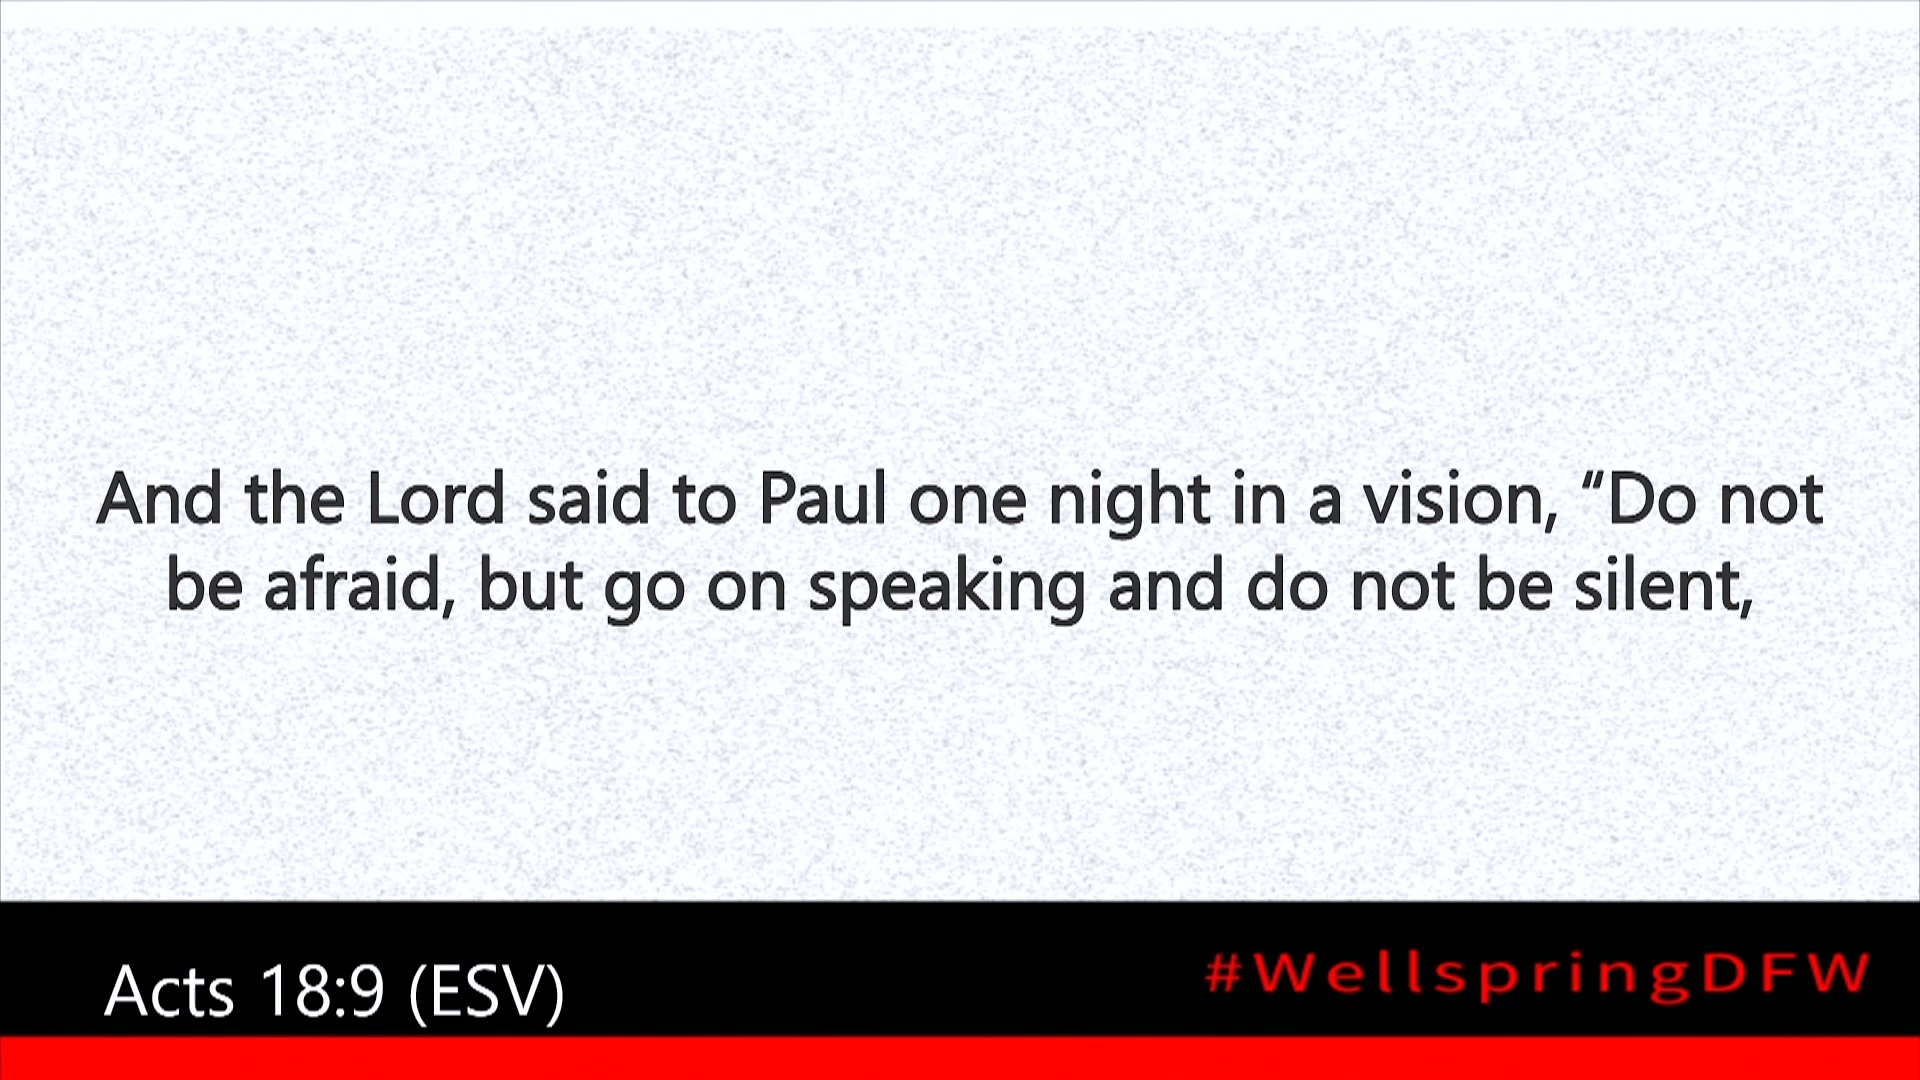 And the Lord said to Paul one night in a vision, “Do not
be afraid, but go on speaking and do not be silent,
Acts 18:9 (ESV)
#WellspringDFW